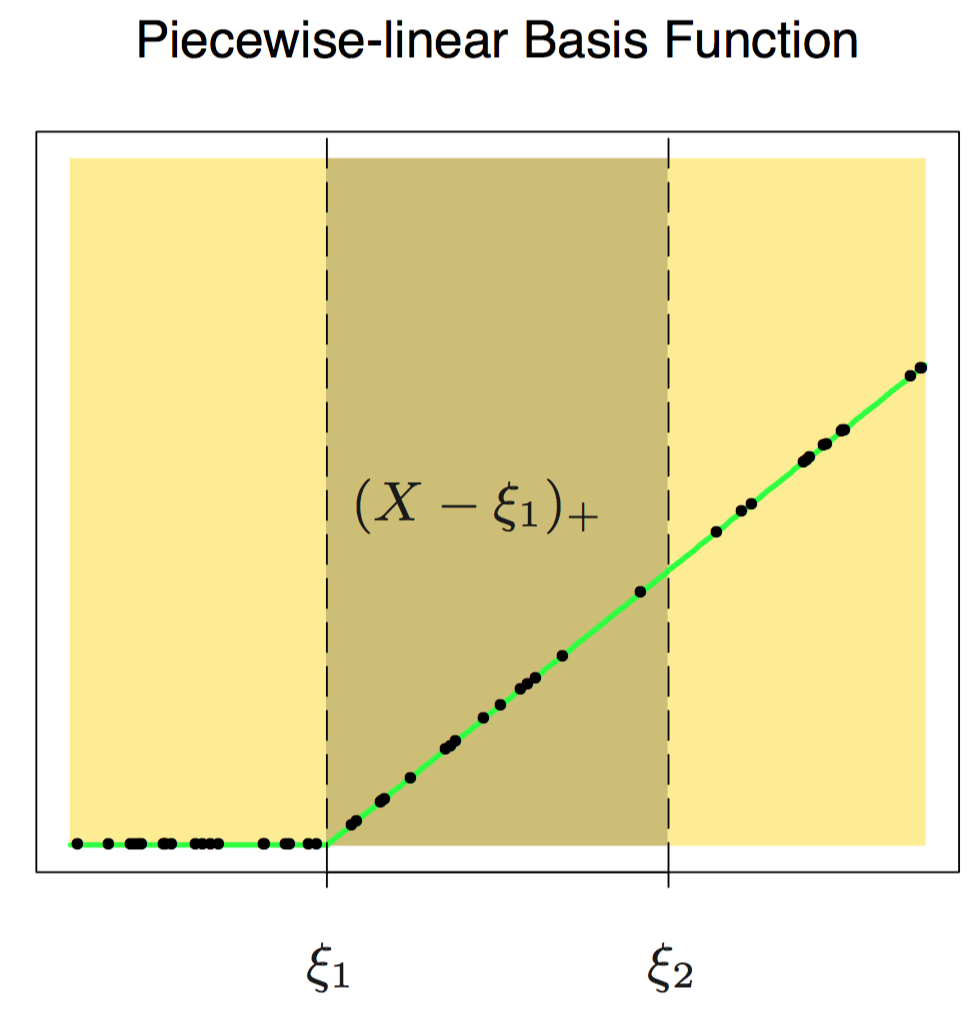 Piecewise-linear Basis Function
(X − ξ₁)₊
ξ₁
ξ₂